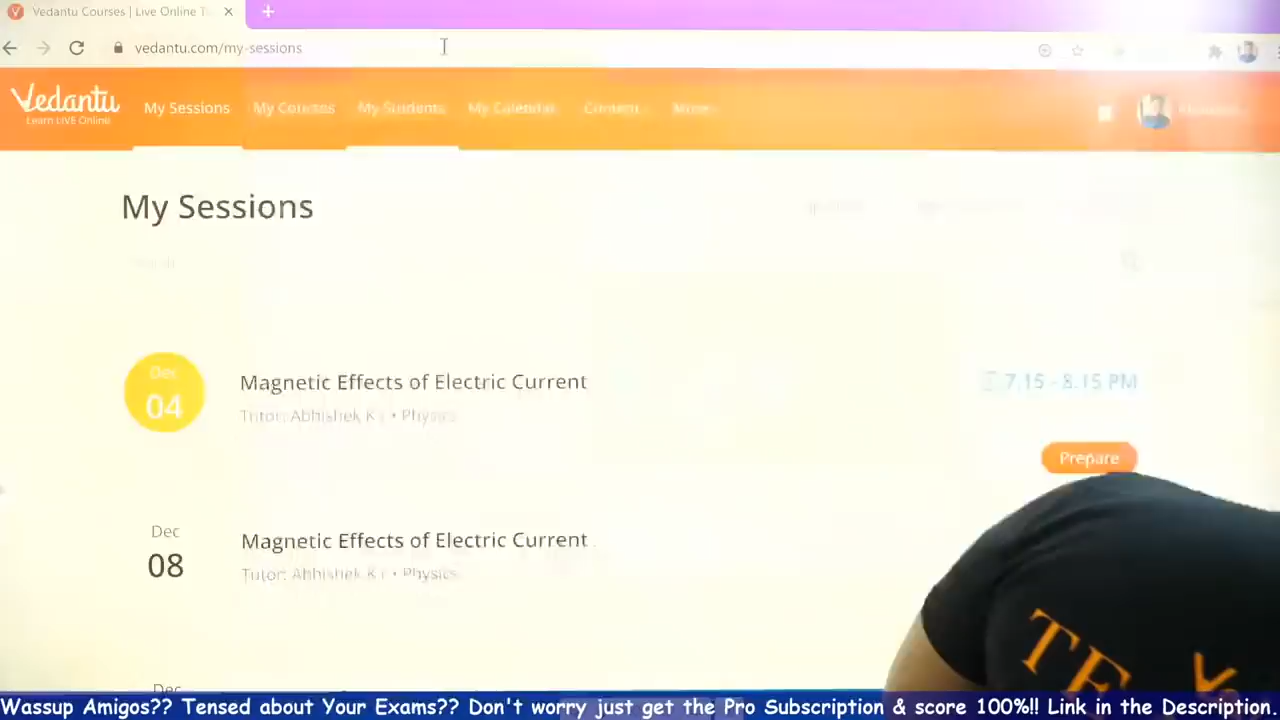 Vedantu Courses | Live Online T
vedantu.com/my-sessions
Vedantu
Learn LIVE Online
My Sessions
My Courses
My Students
My Calendar
Content
More
My Sessions
Dec
04
Magnetic Effects of Electric Current
Tutor: Abhishek K r • Physics
7.15 - 8.15 PM
Prepare
Dec
08
Magnetic Effects of Electric Current
Tutor: Abhishek K r • Physics
Dec
Wassup Amigos?? Tensed about Your Exams?? Don't worry just get the Pro Subscription & score 100%!! Link in the Description.